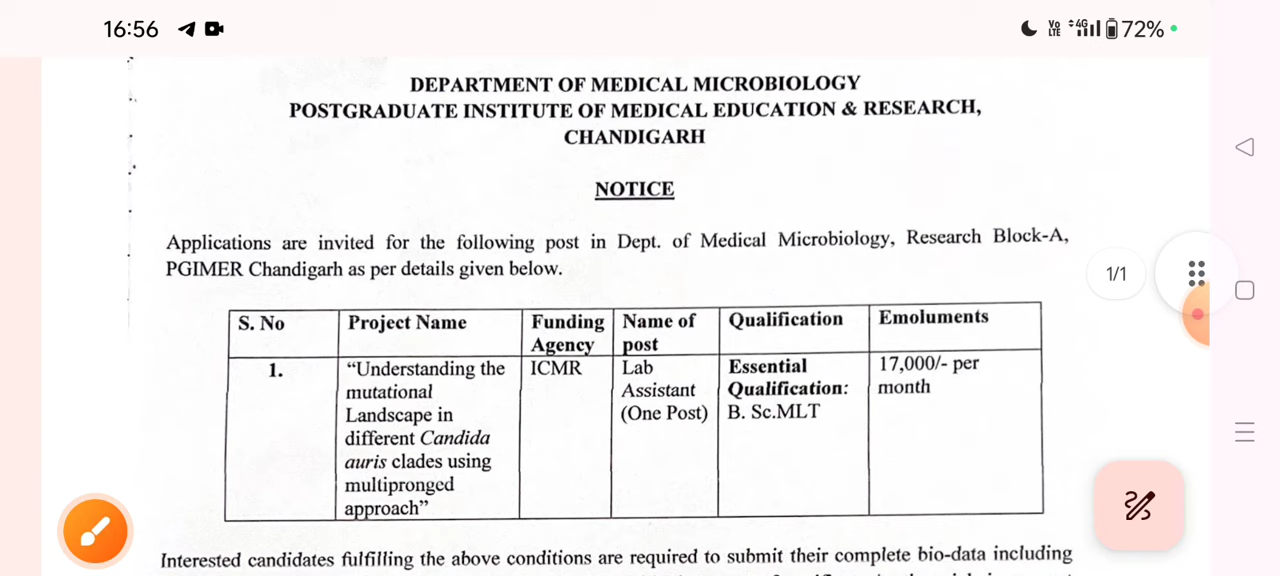 16:56
Vo LTE 4G 72%
DEPARTMENT OF MEDICAL MICROBIOLOGY
POSTGRADUATE INSTITUTE OF MEDICAL EDUCATION & RESEARCH,
CHANDIGARH
NOTICE
Applications are invited for the following post in Dept. of Medical Microbiology, Research Block-A,
PGIMER Chandigarh as per details given below.
1/1
S. No
Project Name
Funding
Agency
Name of
post
Qualification
Emoluments
1.
“Understanding the
mutational
Landscape in
different Candida
auris clades using
multipronged
approach”
ICMR
Lab
Assistant
(One Post)
Essential
Qualification:
B. Sc.MLT
17,000/- per
month
Interested candidates fulfilling the above conditions are required to submit their complete bio-data including